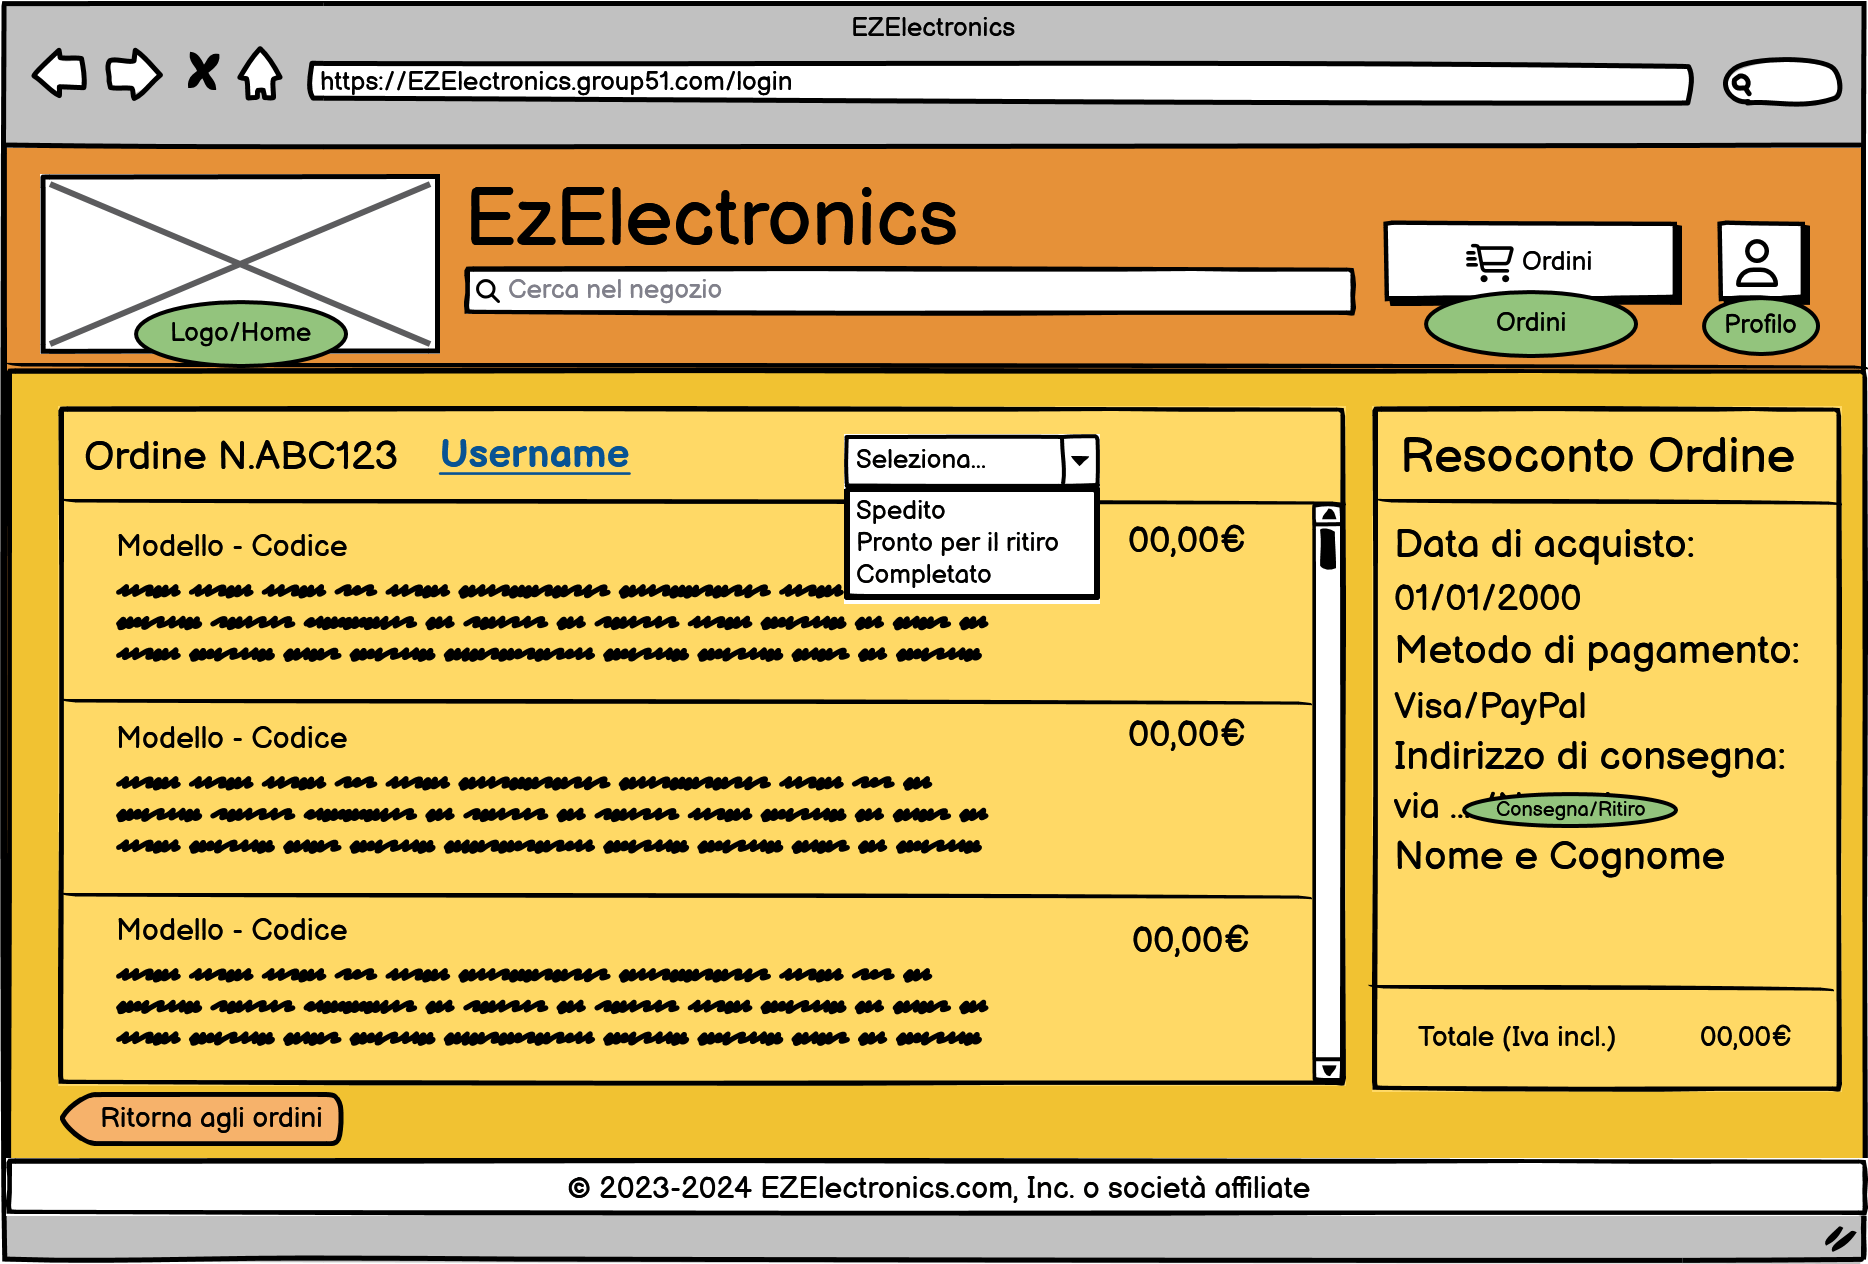 EZElectronics
https://EZElectronics.group51.com/login
EzElectronics
Cerca nel negozio
Ordini
Logo/Home
Ordini
Profilo
Ordine N.ABC123 Username
Seleziona...
Spedito
Pronto per il ritiro
Completato
Modello - Codice 00,00€
Modello - Codice 00,00€
Modello - Codice 00,00€
Resoconto Ordine
Data di acquisto:
01/01/2000
Metodo di pagamento:
Visa/PayPal
Indirizzo di consegna:
via ...
Consegna/Ritiro
Nome e Cognome
Totale (Iva incl.) 00,00€
Ritorna agli ordini
© 2023-2024 EZElectronics.com, Inc. o società affiliate